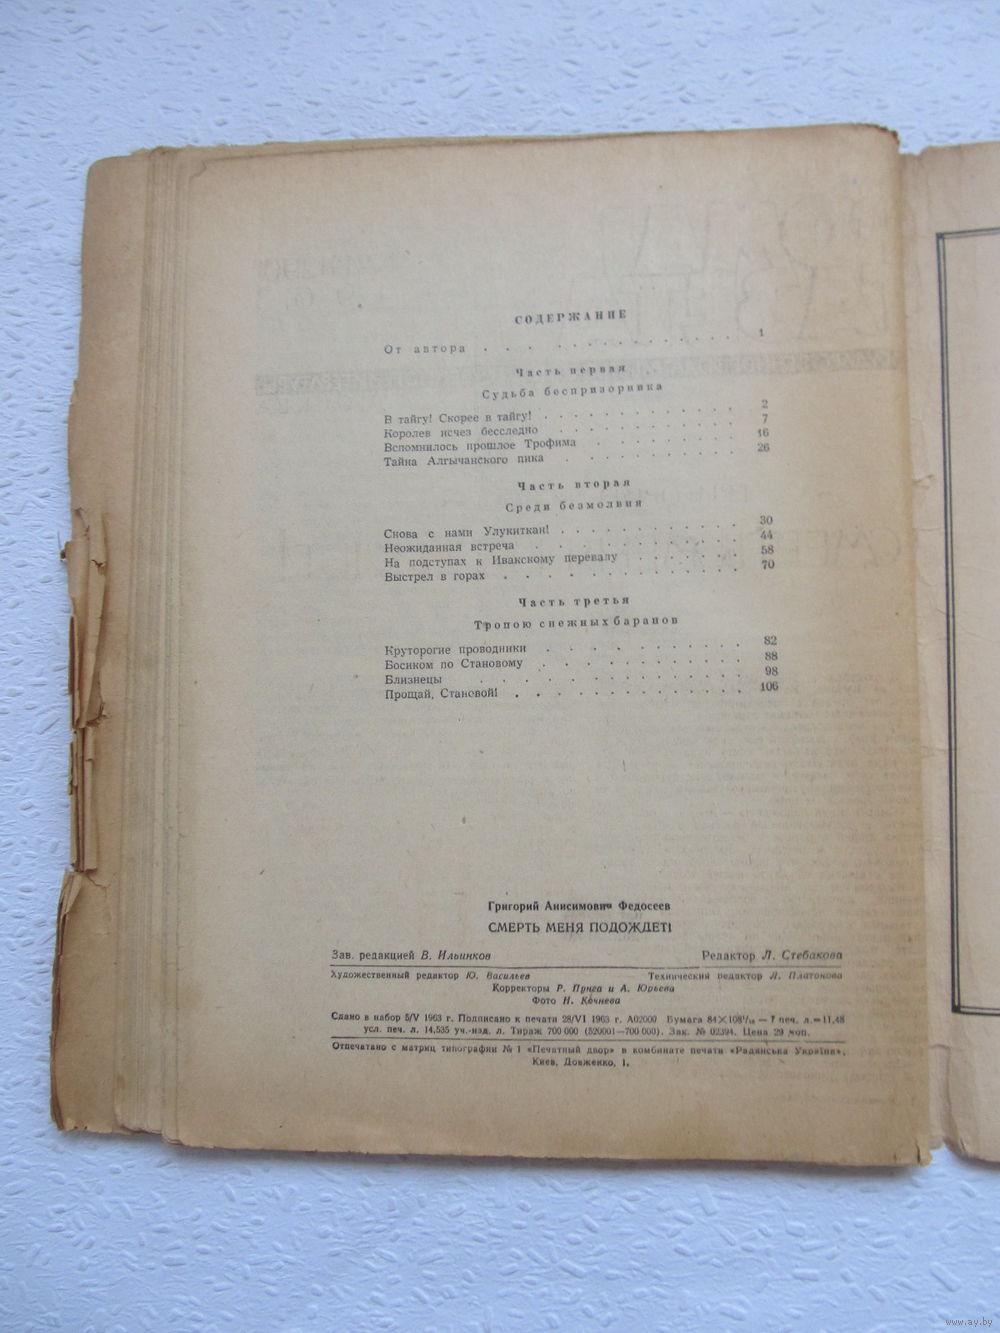 СОДЕРЖАНИЕ
От автора . . . . . . . . . . . . . . 1
Часть первая
Судьба беспризорника
В тайгу! Скорее в тайгу! . . . . . . . . . . . 2
Королев исчез бесследно . . . . . . . . . . . 7
Вспомнилось прошлое Трофима . . . . . . . . . 16
Тайна Алгычанского пика . . . . . . . . . . . 26
Часть вторая
Среди безмолвия
Снова с нами Улукиткан! . . . . . . . . . . . 30
Неожиданная встреча . . . . . . . . . . . . 44
На подступах к Ивакскому перевалу . . . . . . 58
Выстрел в горах . . . . . . . . . . . . . 70
Часть третья
Тропою снежных баранов
Круторогие проводники . . . . . . . . . . . 82
Босиком по Становому . . . . . . . . . . . 88
Близнецы . . . . . . . . . . . . . . 98
Прощай, Становой! . . . . . . . . . . . . 106
Григорий Анисимович Федосеев
СМЕРТЬ МЕНЯ ПОДОЖДЕТ!
Зав. редакцией В. Ильинков Редактор Л. Стебакова
Художественный редактор Ю. Васильев Технический редактор Л. Платонова
Корректоры Р. Пунга и А. Юрьева
Фото Н. Кочнева
Сдано в набор 5/V 1963 г. Подписано к печати 28/VI 1963 г. А02000 Бумага 84×108¹/₁₆ — 7 печ. л.=11,48
усл. печ. л. 14,535 уч.-изд. л. Тираж 700 000 (520001—700 000). Зак. № 02394. Цена 29 коп.
Отпечатано с матриц типографии № 1 «Печатный двор» в комбинате печати «Радянська Україна»,
Киев, Довженко, 1.
www.ay.by